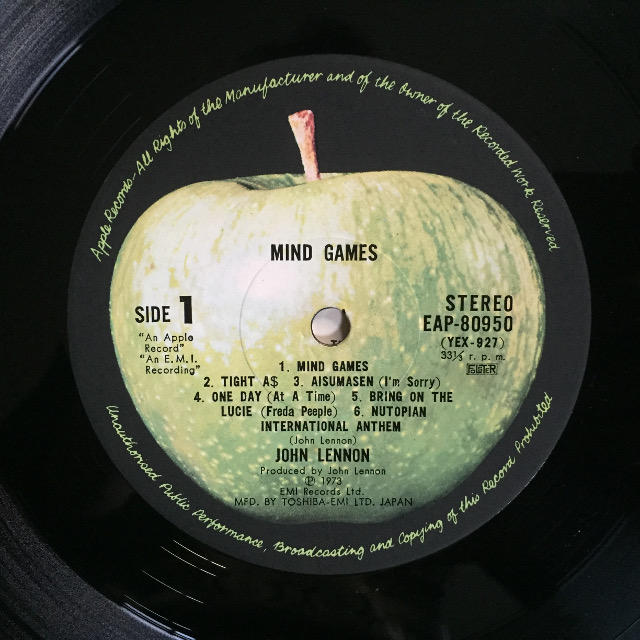 Apple Records - All Rights of the Manufacturer and of the Owner of the Recorded Work Reserved
MIND GAMES
SIDE 1
"An Apple
Record"
"An E.M.I.
Recording"
STEREO
EAP-80950
(YEX-927)
33⅓ r. p. m.
1. MIND GAMES
2. TIGHT A$ 3. AISUMASEN (I'm Sorry)
4. ONE DAY (At A Time) 5. BRING ON THE
LUCIE (Freda Peeple) 6. NUTOPIAN
INTERNATIONAL ANTHEM
(John Lennon)
JOHN LENNON
Produced by John Lennon
Ⓟ 1973
EMI Records Ltd.
MFD. BY TOSHIBA-EMI LTD. JAPAN
Unauthorised Public Performance, Broadcasting and Copying of this Record Prohibited